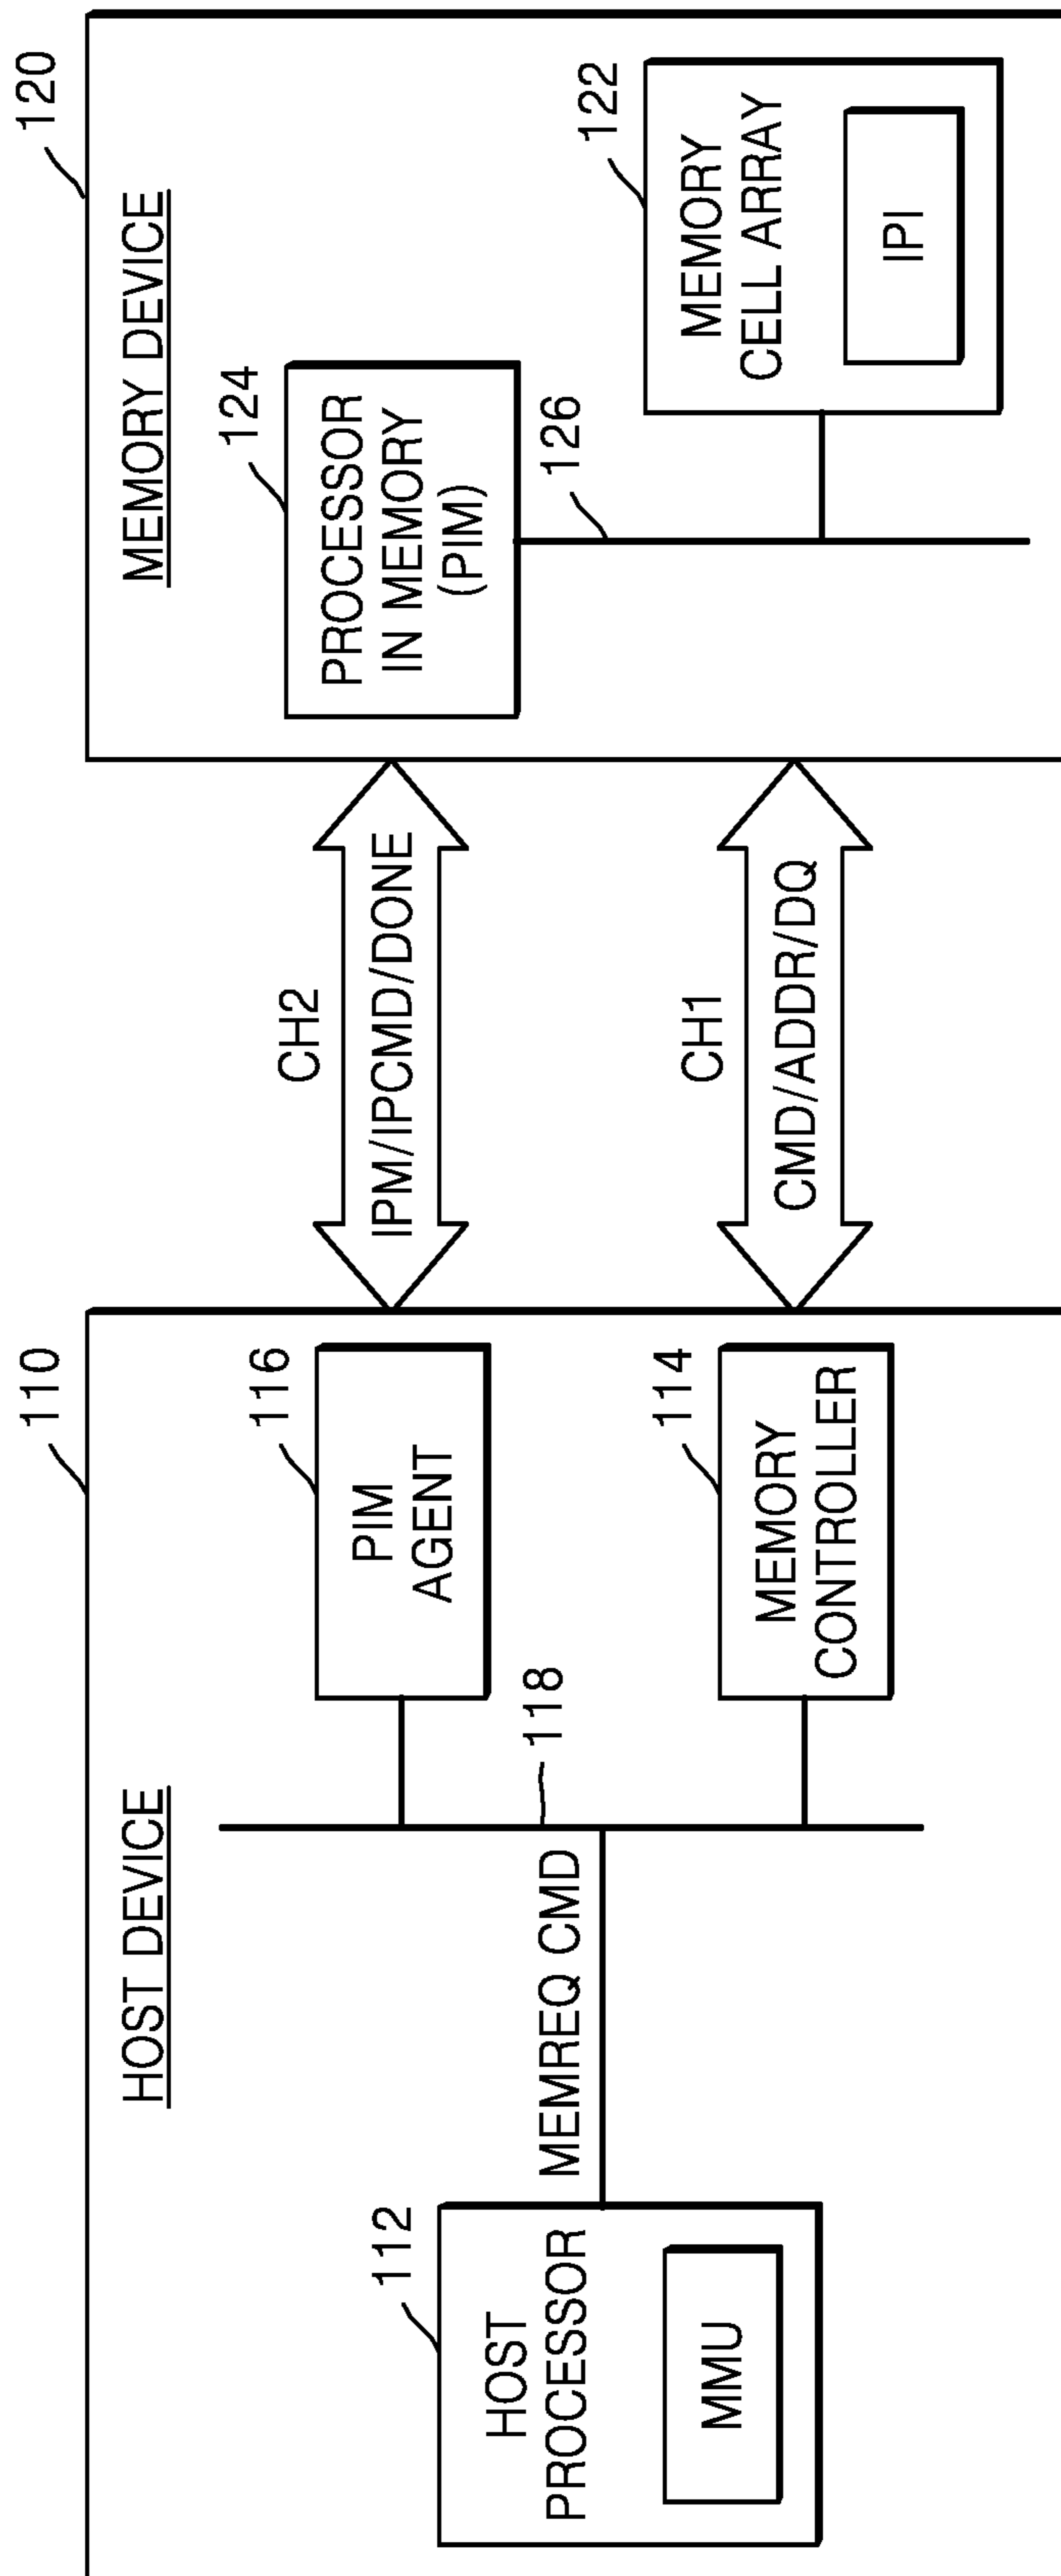 110
HOST DEVICE
112
HOST
PROCESSOR
MMU
MEMREQ CMD
118
116
PIM
AGENT
114
MEMORY
CONTROLLER
CH2
IPM/IPCMD/DONE
CH1
CMD/ADDR/DQ
120
MEMORY DEVICE
124
PROCESSOR
IN MEMORY
(PIM)
126
122
MEMORY
CELL ARRAY
IPI